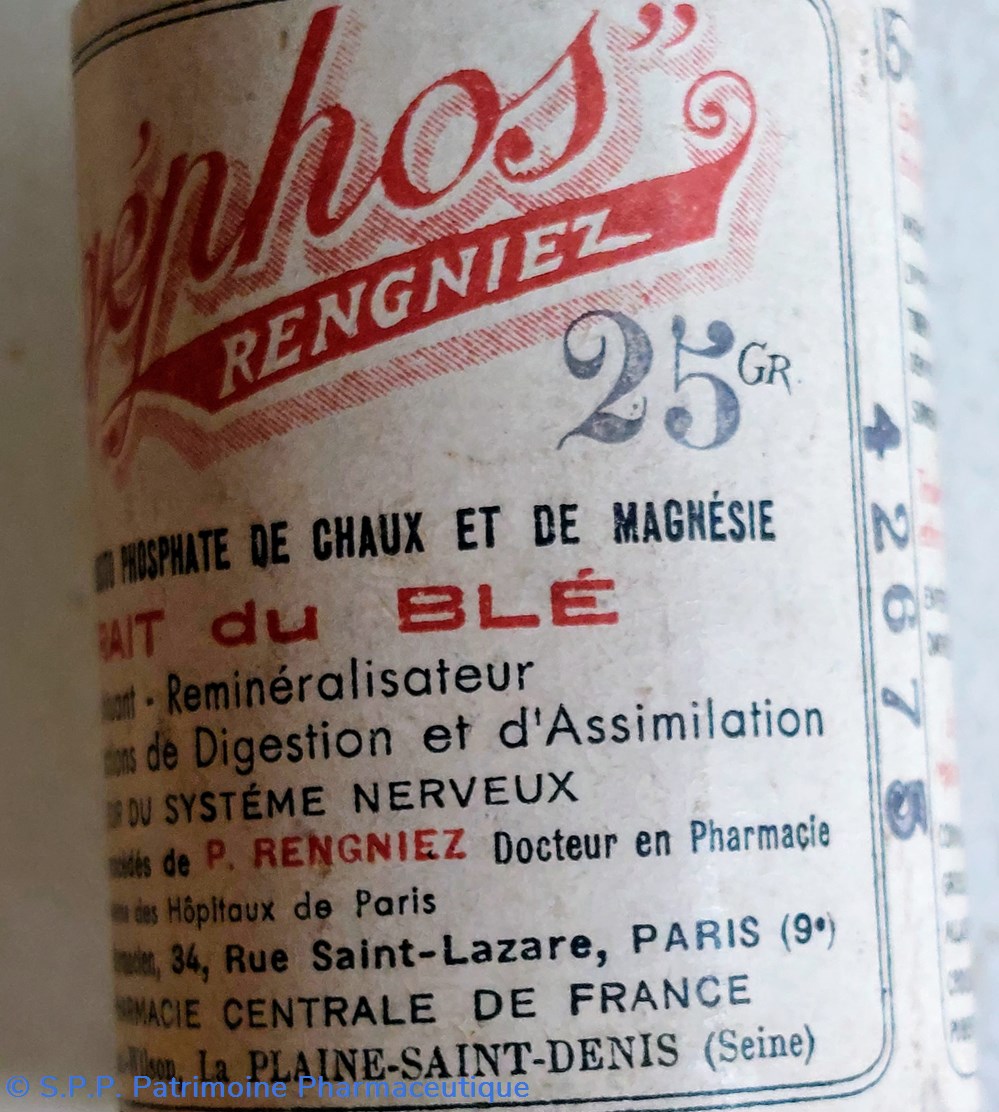 éphos”
RENGNIEZ
25 GR.
PHOSPHATE DE CHAUX ET DE MAGNÉSIE
RAIT du BLÉ
- Reminéralisateur
de Digestion et d'Assimilation
DU SYSTÉME NERVEUX
de P. RENGNIEZ Docteur en Pharmacie
des Hôpitaux de Paris
34, Rue Saint-Lazare, PARIS (9e)
CENTRALE DE FRANCE
La PLAINE-SAINT-DENIS (Seine)
42675
© S.P.P. Patrimoine Pharmaceutique